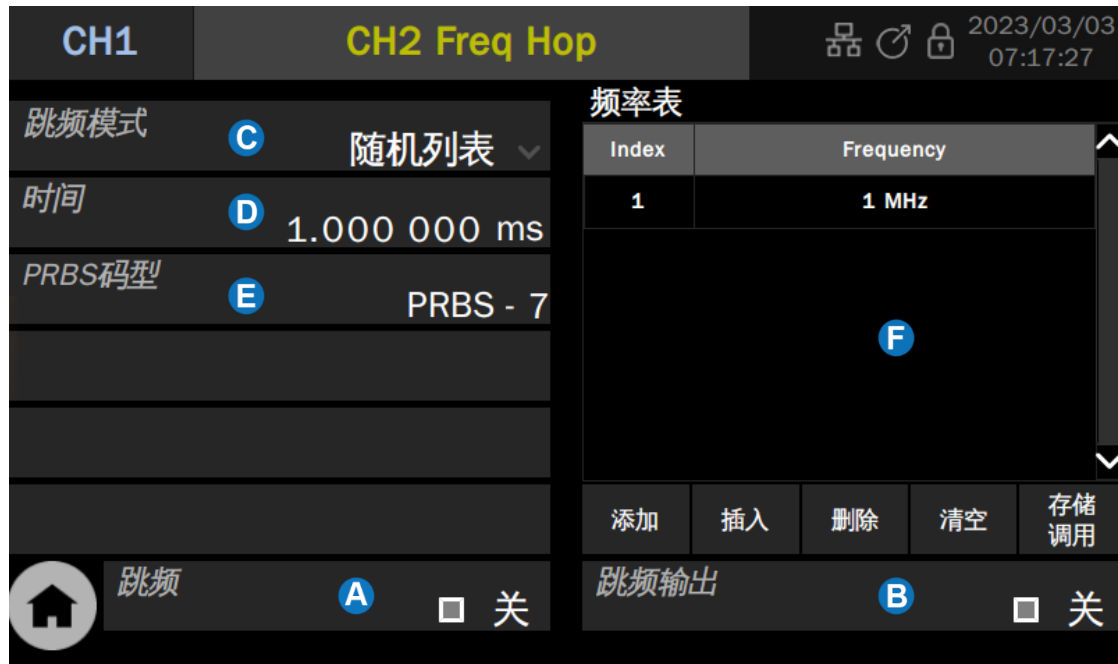 CH1
CH2 Freq Hop
2023/03/03
07:17:27
跳频模式
C
随机列表
时间
D
1.000 000 ms
PRBS码型
E
PRBS - 7
频率表
Index Frequency
1 1 MHz
F
添加 插入 删除 清空 存储
调用
跳频
A
关
跳频输出
B
关